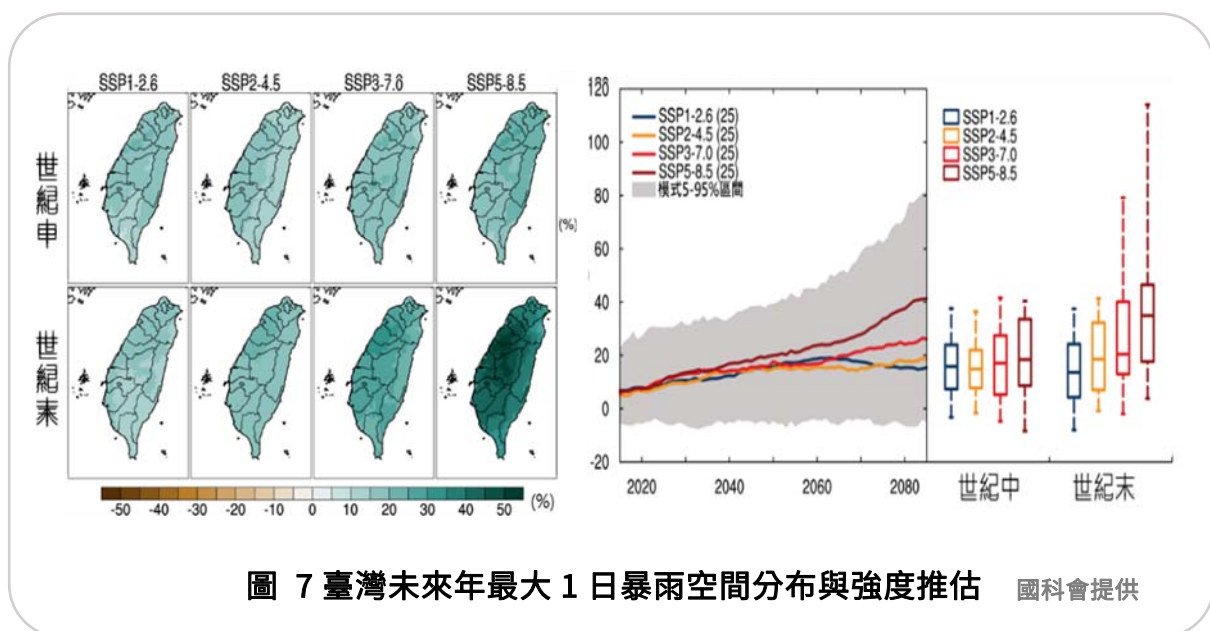 SSP1-2.6 SSP2-4.5 SSP3-7.0 SSP5-8.5
世紀中
世紀末
-50 -40 -30 -20 -10 0 10 20 30 40 50 (%)
(%)
120
100
80
60
40
20
0
-20
SSP1-2.6 (25)
SSP2-4.5 (25)
SSP3-7.0 (25)
SSP5-8.5 (25)
模式5-95%區間
2020 2040 2060 2080
SSP1-2.6
SSP2-4.5
SSP3-7.0
SSP5-8.5
世紀中 世紀末
圖 7 臺灣未來年最大 1 日暴雨空間分布與強度推估 國科會提供